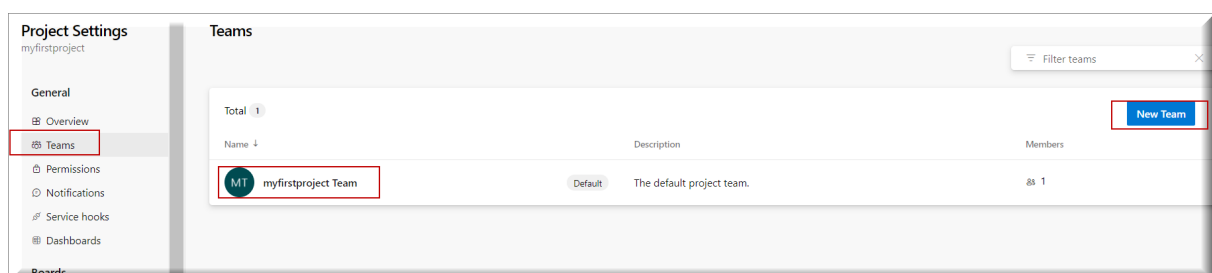 Project Settings
myfirstproject
General
Overview
Teams
Permissions
Notifications
Service hooks
Dashboards
Boards
Teams
Filter teams
Total 1
New Team
Name ↓ Description Members
MT myfirstproject Team Default The default project team. 1